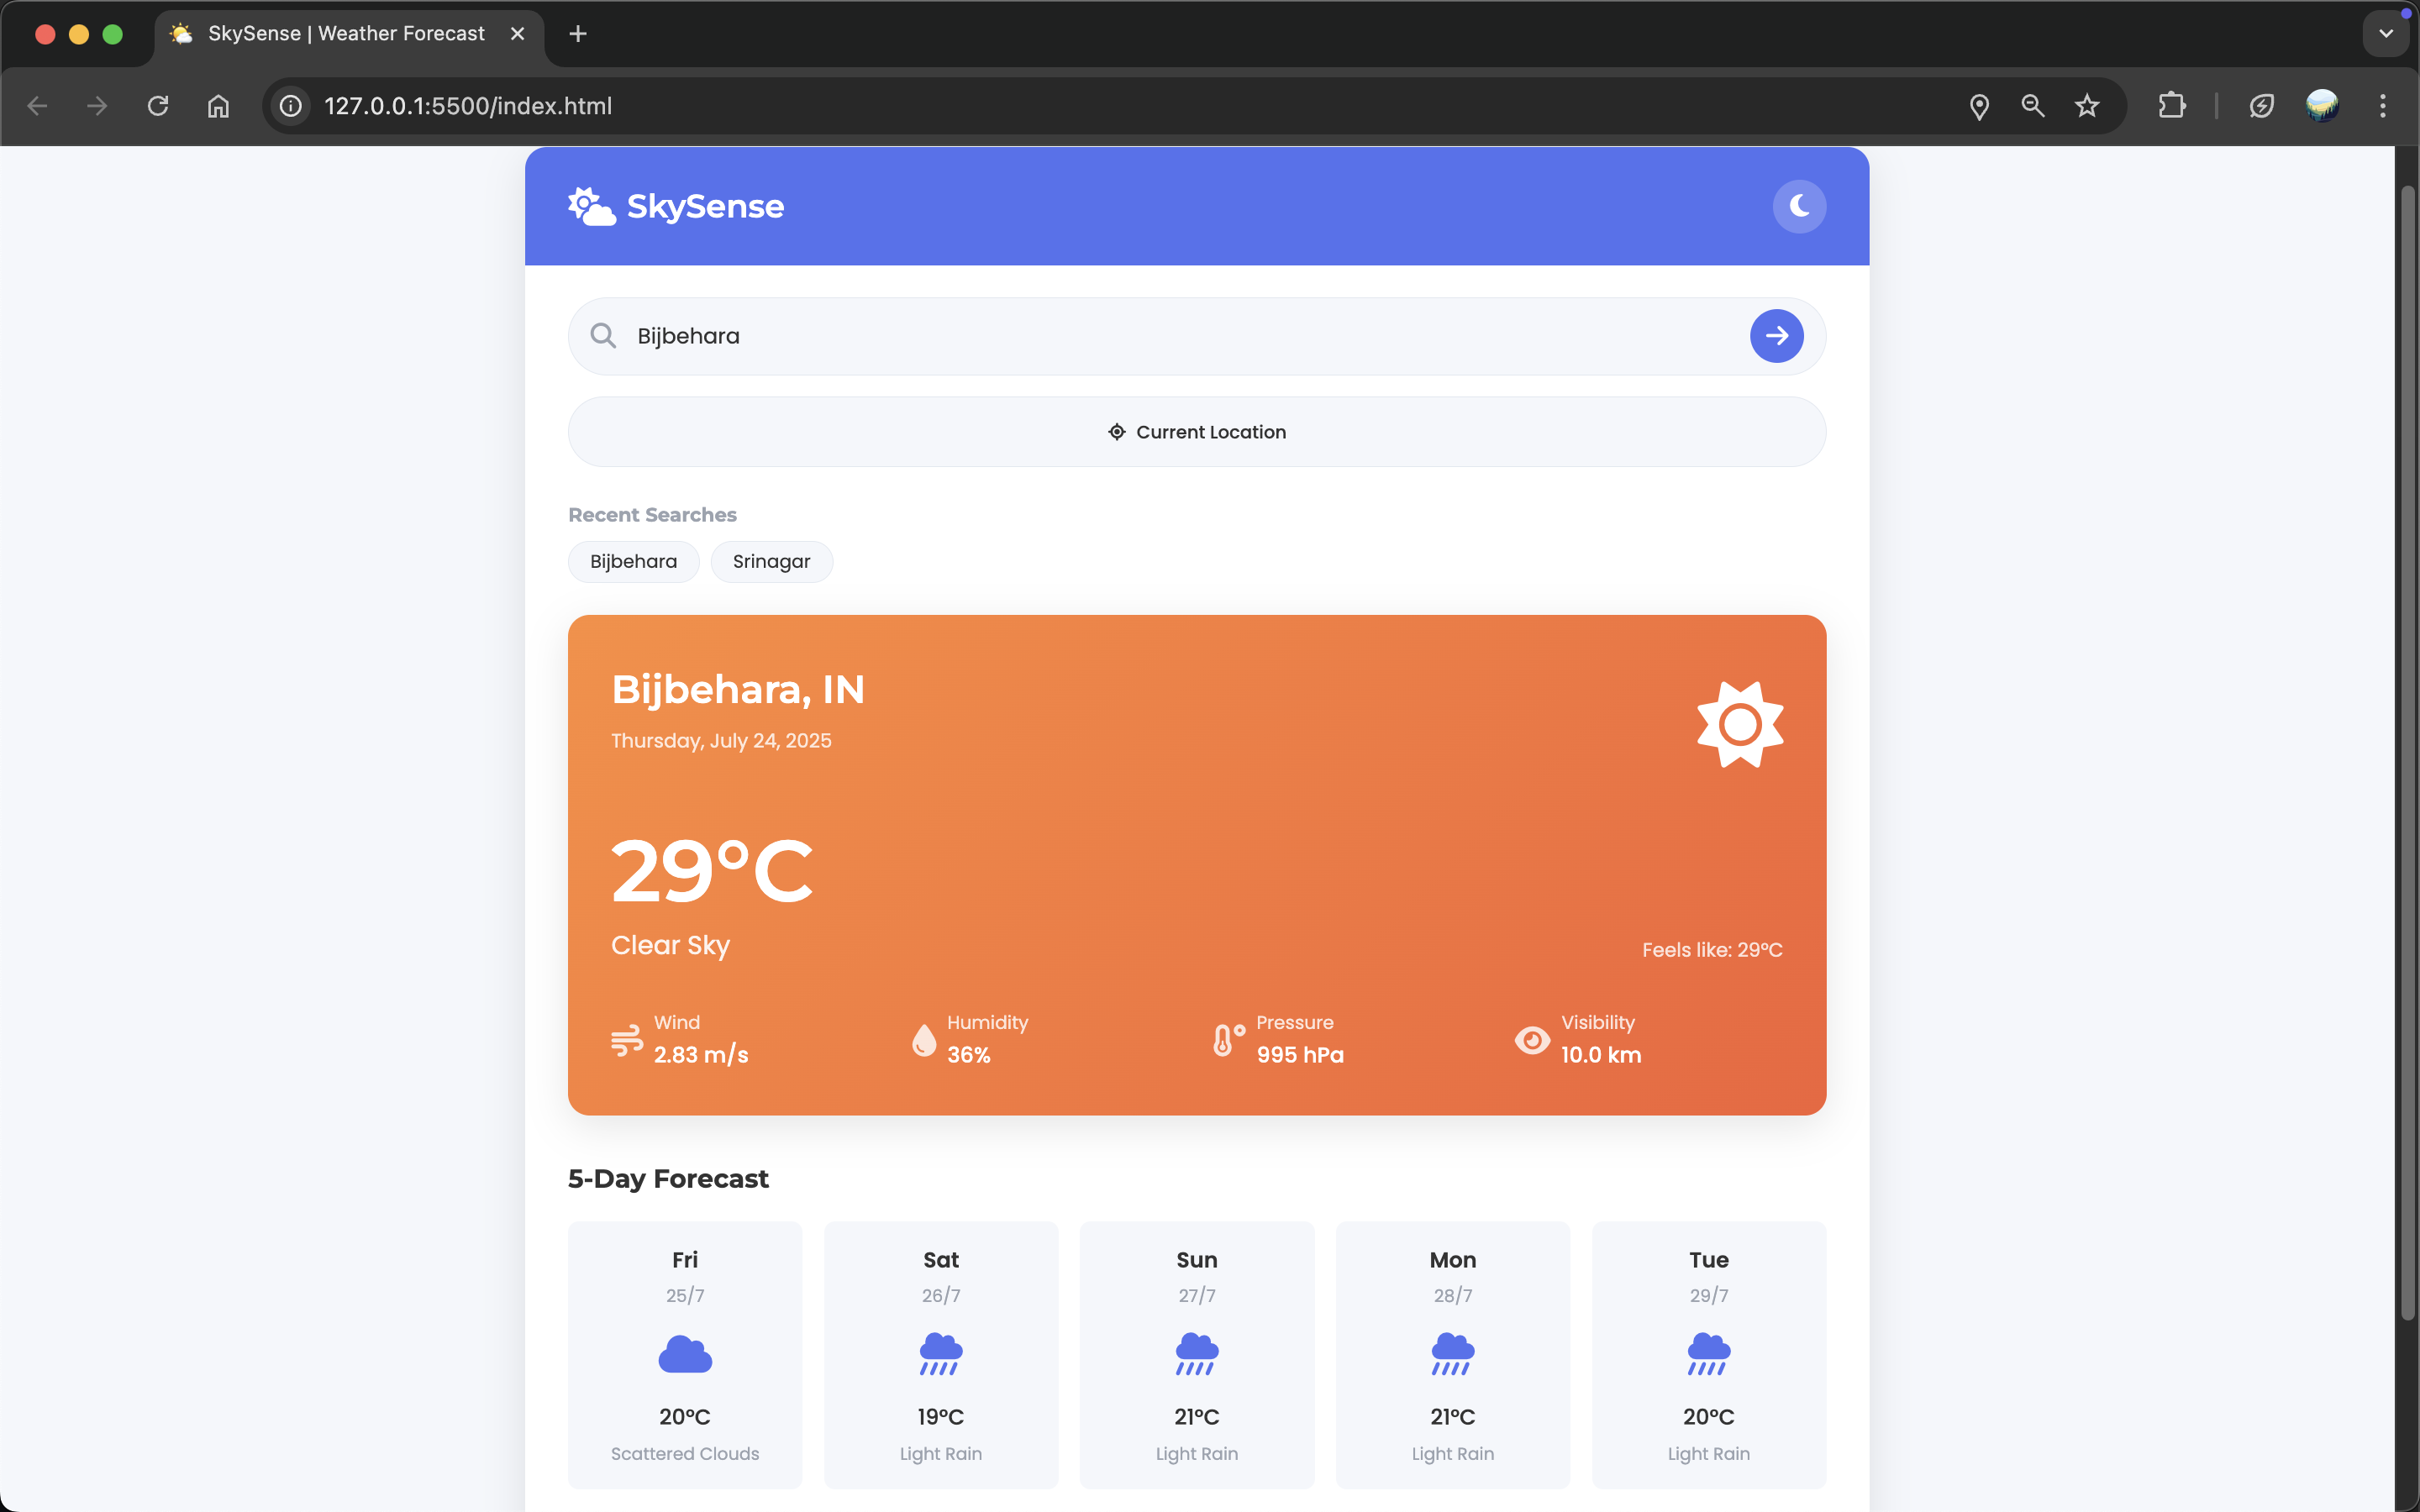 SkySense | Weather Forecast
127.0.0.1:5500/index.html
SkySense
Bijbehara
Current Location
Recent Searches
Bijbehara Srinagar
Bijbehara, IN
Thursday, July 24, 2025
29°C
Clear Sky
Feels like: 29°C
Wind Humidity Pressure Visibility
2.83 m/s 36% 995 hPa 10.0 km
5-Day Forecast
Fri Sat Sun Mon Tue
25/7 26/7 27/7 28/7 29/7
20°C 19°C 21°C 21°C 20°C
Scattered Clouds Light Rain Light Rain Light Rain Light Rain